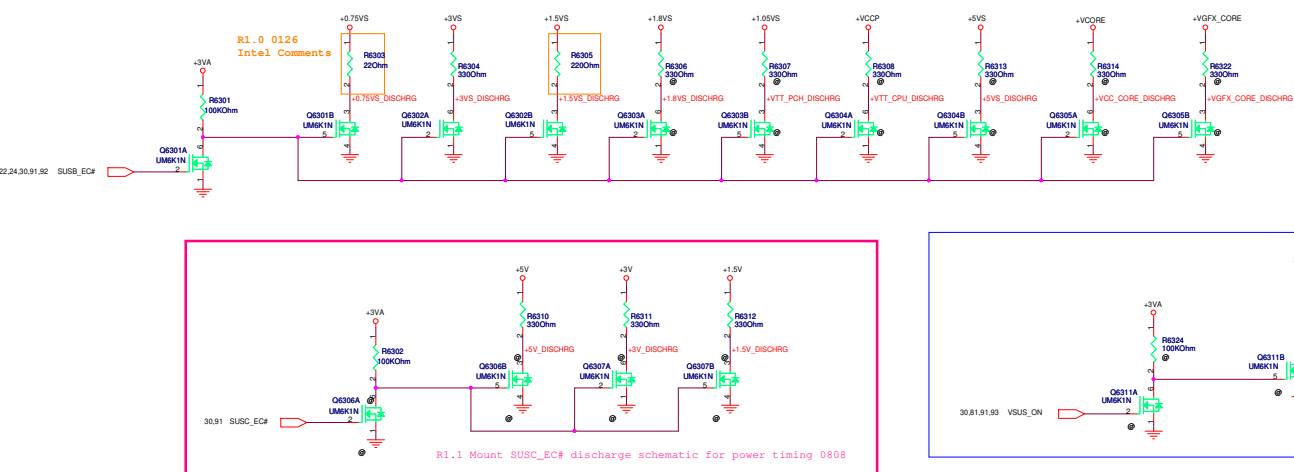 +0.75VS
+3VS
+1.5VS
+1.8VS
+1.05VS
+VCCP
+5VS
+VCORE
+VGFX_CORE
R1.0 0126
Intel Comments
+3VA
R6301
100KOhm
R6303
22Ohm
R6304
330Ohm
R6305
220Ohm
R6306
330Ohm
@
R6307
330Ohm
@
R6308
330Ohm
@
R6313
330Ohm
@
R6314
330Ohm
@
R6322
330Ohm
@
+0.75VS_DISCHRG
+3VS_DISCHRG
+1.5VS_DISCHRG
+1.8VS_DISCHRG
+VTT_PCH_DISCHRG
+VTT_CPU_DISCHRG
+5VS_DISCHRG
+VCC_CORE_DISCHRG
+VGFX_CORE_DISCHRG
Q6301B
UM6K1N
Q6302A
UM6K1N
Q6302B
UM6K1N
Q6303A
UM6K1N
@
Q6303B
UM6K1N
@
Q6304A
UM6K1N
@
Q6304B
UM6K1N
@
Q6305A
UM6K1N
@
Q6305B
UM6K1N
@
Q6301A
UM6K1N
22,24,30,91,92 SUSB_EC#
+5V
+3V
+1.5V
+3VA
R6302
100KOhm
R6310
330Ohm
R6311
330Ohm
R6312
330Ohm
+5V_DISCHRG
+3V_DISCHRG
+1.5V_DISCHRG
@
@
@
Q6306B
UM6K1N
Q6307A
UM6K1N
Q6307B
UM6K1N
@
@
@
Q6306A
UM6K1N
@
@
30,91 SUSC_EC#
R1.1 Mount SUSC_EC# discharge schematic for power timing 0808
+3VA
R6324
100KOhm
@
Q6311A
UM6K1N
@
Q6311B
UM6K1N
@
30,81,91,93 VSUS_ON